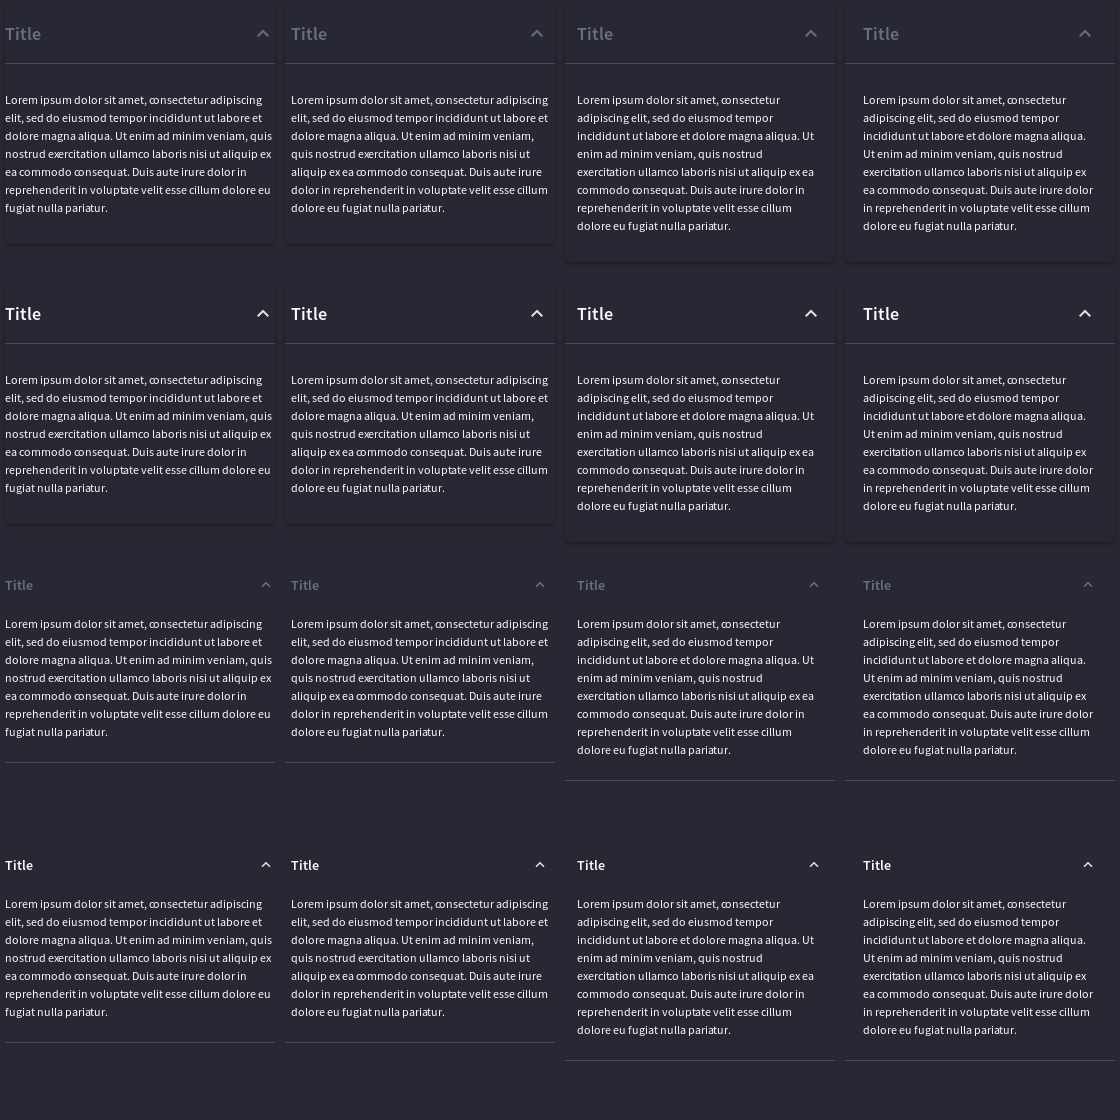 Title
Lorem ipsum dolor sit amet, consectetur adipiscing
elit, sed do eiusmod tempor incididunt ut labore et
dolore magna aliqua. Ut enim ad minim veniam, quis
nostrud exercitation ullamco laboris nisi ut aliquip ex
ea commodo consequat. Duis aute irure dolor in
reprehenderit in voluptate velit esse cillum dolore eu
fugiat nulla pariatur.
Title
Lorem ipsum dolor sit amet, consectetur adipiscing
elit, sed do eiusmod tempor incididunt ut labore et
dolore magna aliqua. Ut enim ad minim veniam,
quis nostrud exercitation ullamco laboris nisi ut
aliquip ex ea commodo consequat. Duis aute irure
dolor in reprehenderit in voluptate velit esse cillum
dolore eu fugiat nulla pariatur.
Title
Lorem ipsum dolor sit amet, consectetur
adipiscing elit, sed do eiusmod tempor
incididunt ut labore et dolore magna aliqua. Ut
enim ad minim veniam, quis nostrud
exercitation ullamco laboris nisi ut aliquip ex ea
commodo consequat. Duis aute irure dolor in
reprehenderit in voluptate velit esse cillum
dolore eu fugiat nulla pariatur.
Title
Lorem ipsum dolor sit amet, consectetur
adipiscing elit, sed do eiusmod tempor
incididunt ut labore et dolore magna aliqua.
Ut enim ad minim veniam, quis nostrud
exercitation ullamco laboris nisi ut aliquip ex
ea commodo consequat. Duis aute irure dolor
in reprehenderit in voluptate velit esse cillum
dolore eu fugiat nulla pariatur.
Title
Lorem ipsum dolor sit amet, consectetur adipiscing
elit, sed do eiusmod tempor incididunt ut labore et
dolore magna aliqua. Ut enim ad minim veniam, quis
nostrud exercitation ullamco laboris nisi ut aliquip ex
ea commodo consequat. Duis aute irure dolor in
reprehenderit in voluptate velit esse cillum dolore eu
fugiat nulla pariatur.
Title
Lorem ipsum dolor sit amet, consectetur adipiscing
elit, sed do eiusmod tempor incididunt ut labore et
dolore magna aliqua. Ut enim ad minim veniam,
quis nostrud exercitation ullamco laboris nisi ut
aliquip ex ea commodo consequat. Duis aute irure
dolor in reprehenderit in voluptate velit esse cillum
dolore eu fugiat nulla pariatur.
Title
Lorem ipsum dolor sit amet, consectetur
adipiscing elit, sed do eiusmod tempor
incididunt ut labore et dolore magna aliqua. Ut
enim ad minim veniam, quis nostrud
exercitation ullamco laboris nisi ut aliquip ex ea
commodo consequat. Duis aute irure dolor in
reprehenderit in voluptate velit esse cillum
dolore eu fugiat nulla pariatur.
Title
Lorem ipsum dolor sit amet, consectetur
adipiscing elit, sed do eiusmod tempor
incididunt ut labore et dolore magna aliqua.
Ut enim ad minim veniam, quis nostrud
exercitation ullamco laboris nisi ut aliquip ex
ea commodo consequat. Duis aute irure dolor
in reprehenderit in voluptate velit esse cillum
dolore eu fugiat nulla pariatur.
Title
Lorem ipsum dolor sit amet, consectetur adipiscing
elit, sed do eiusmod tempor incididunt ut labore et
dolore magna aliqua. Ut enim ad minim veniam, quis
nostrud exercitation ullamco laboris nisi ut aliquip ex
ea commodo consequat. Duis aute irure dolor in
reprehenderit in voluptate velit esse cillum dolore eu
fugiat nulla pariatur.
Title
Lorem ipsum dolor sit amet, consectetur adipiscing
elit, sed do eiusmod tempor incididunt ut labore et
dolore magna aliqua. Ut enim ad minim veniam,
quis nostrud exercitation ullamco laboris nisi ut
aliquip ex ea commodo consequat. Duis aute irure
dolor in reprehenderit in voluptate velit esse cillum
dolore eu fugiat nulla pariatur.
Title
Lorem ipsum dolor sit amet, consectetur
adipiscing elit, sed do eiusmod tempor
incididunt ut labore et dolore magna aliqua. Ut
enim ad minim veniam, quis nostrud
exercitation ullamco laboris nisi ut aliquip ex ea
commodo consequat. Duis aute irure dolor in
reprehenderit in voluptate velit esse cillum
dolore eu fugiat nulla pariatur.
Title
Lorem ipsum dolor sit amet, consectetur
adipiscing elit, sed do eiusmod tempor
incididunt ut labore et dolore magna aliqua.
Ut enim ad minim veniam, quis nostrud
exercitation ullamco laboris nisi ut aliquip ex
ea commodo consequat. Duis aute irure dolor
in reprehenderit in voluptate velit esse cillum
dolore eu fugiat nulla pariatur.
Title
Lorem ipsum dolor sit amet, consectetur adipiscing
elit, sed do eiusmod tempor incididunt ut labore et
dolore magna aliqua. Ut enim ad minim veniam, quis
nostrud exercitation ullamco laboris nisi ut aliquip ex
ea commodo consequat. Duis aute irure dolor in
reprehenderit in voluptate velit esse cillum dolore eu
fugiat nulla pariatur.
Title
Lorem ipsum dolor sit amet, consectetur adipiscing
elit, sed do eiusmod tempor incididunt ut labore et
dolore magna aliqua. Ut enim ad minim veniam,
quis nostrud exercitation ullamco laboris nisi ut
aliquip ex ea commodo consequat. Duis aute irure
dolor in reprehenderit in voluptate velit esse cillum
dolore eu fugiat nulla pariatur.
Title
Lorem ipsum dolor sit amet, consectetur
adipiscing elit, sed do eiusmod tempor
incididunt ut labore et dolore magna aliqua. Ut
enim ad minim veniam, quis nostrud
exercitation ullamco laboris nisi ut aliquip ex ea
commodo consequat. Duis aute irure dolor in
reprehenderit in voluptate velit esse cillum
dolore eu fugiat nulla pariatur.
Title
Lorem ipsum dolor sit amet, consectetur
adipiscing elit, sed do eiusmod tempor
incididunt ut labore et dolore magna aliqua.
Ut enim ad minim veniam, quis nostrud
exercitation ullamco laboris nisi ut aliquip ex
ea commodo consequat. Duis aute irure dolor
in reprehenderit in voluptate velit esse cillum
dolore eu fugiat nulla pariatur.